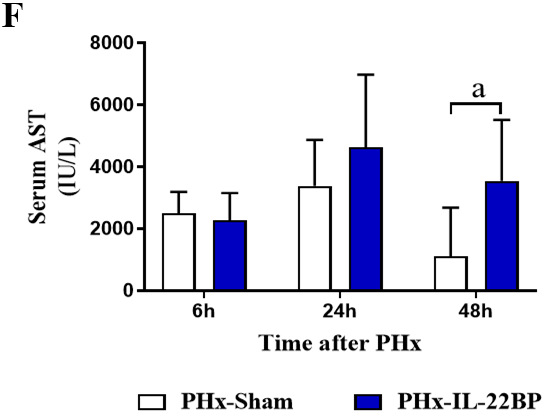 F
8000
6000
4000
2000
0
Serum AST
(IU/L)
a
6h 24h 48h
Time after PHx
PHx-Sham PHx-IL-22BP